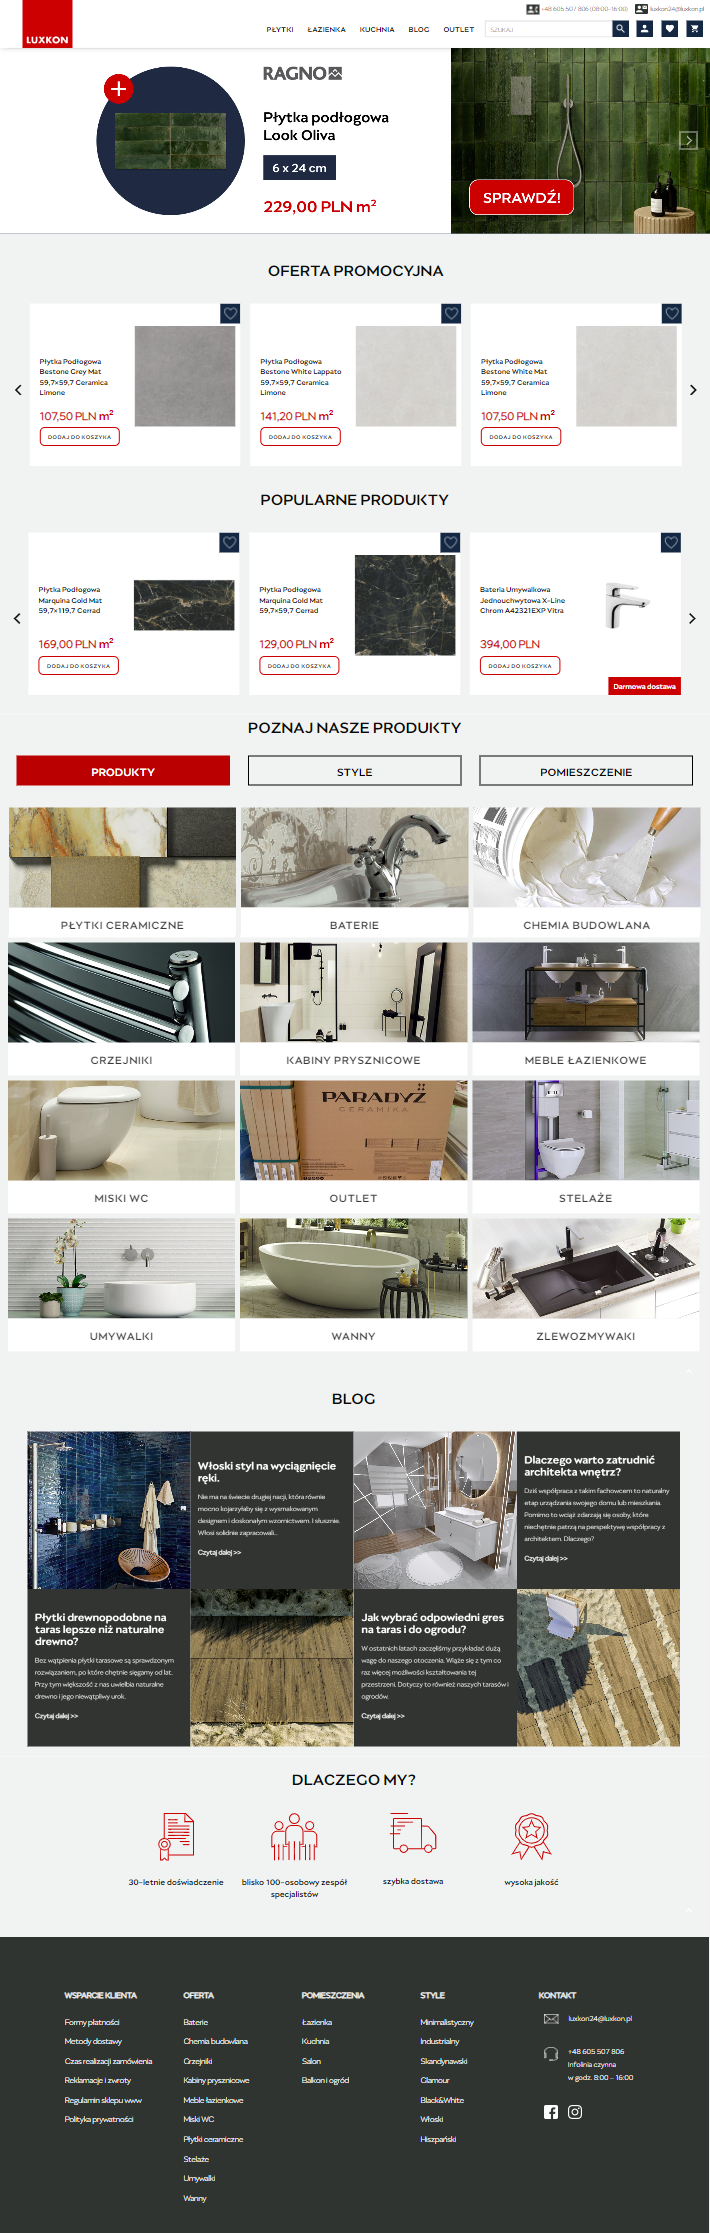 +48 605 507 806 (08:00-16:00)
luxkon24@luxkon.pl
LUXKON
PŁYTKI
ŁAZIENKA
KUCHNIA
BLOG
OUTLET
SZUKAJ
RAGNO
Płytka podłogowa
Look Oliva
6 x 24 cm
229,00 PLN m²
SPRAWDŹ!
OFERTA PROMOCYJNA
Płytka Podłogowa
Bestone Grey Mat
59,7×59,7 Ceramica
Limone
107,50 PLN m²
DODAJ DO KOSZYKA
Płytka Podłogowa
Bestone White Lappato
59,7×59,7 Ceramica
Limone
141,20 PLN m²
DODAJ DO KOSZYKA
Płytka Podłogowa
Bestone White Mat
59,7×59,7 Ceramica
Limone
107,50 PLN m²
DODAJ DO KOSZYKA
POPULARNE PRODUKTY
Płytka Podłogowa
Marquina Gold Mat
59,7×119,7 Cerrad
169,00 PLN m²
DODAJ DO KOSZYKA
Płytka Podłogowa
Marquina Gold Mat
59,7×59,7 Cerrad
129,00 PLN m²
DODAJ DO KOSZYKA
Bateria Umywalkowa
Jednouchwytowa X-Line
Chrom A42321EXP Vitra
394,00 PLN
DODAJ DO KOSZYKA
Darmowa dostawa
POZNAJ NASZE PRODUKTY
PRODUKTY
STYLE
POMIESZCZENIE
PŁYTKI CERAMICZNE
BATERIE
CHEMIA BUDOWLANA
GRZEJNIKI
KABINY PRYSZNICOWE
MEBLE ŁAZIENKOWE
PARADYŻ
CERAMIKA
MISKI WC
OUTLET
STELAŻE
UMYWALKI
WANNY
ZLEWOZMYWAKI
BLOG
Włoski styl na wyciągnięcie
ręki.
Nie ma na świecie drugiej nacji, która równie
mocno kojarzyłaby się z wysmakowanym
designem i doskonałym wzornictwem. I słusznie.
Włosi solidnie zapracowali...
Czytaj dalej >>
Dlaczego warto zatrudnić
architekta wnętrz?
Dziś współpraca z takim fachowcem to naturalny
etap urządzania swojego domu lub mieszkania.
Pomimo to wciąż zdarzają się osoby, które
niechętnie patrzą na perspektywę współpracy z
architektem. Dlaczego?
Czytaj dalej >>
Płytki drewnopodobne na
taras lepsze niż naturalne
drewno?
Bez wątpienia płytki tarasowe są sprawdzonym
rozwiązaniem, po które chętnie sięgamy od lat.
Przy tym większość z nas uwielbia naturalne
drewno i jego niewątpliwy urok.
Czytaj dalej >>
Jak wybrać odpowiedni gres
na taras i do ogrodu?
W ostatnich latach zaczęliśmy przykładać dużą
wagę do naszego otoczenia. Wiąże się z tym co
raz więcej możliwości kształtowania tej
przestrzeni. Dotyczy to również naszych tarasów i
ogrodów.
Czytaj dalej >>
DLACZEGO MY?
30-letnie doświadczenie
blisko 100-osobowy zespół
specjalistów
szybka dostawa
wysoka jakość
WSPARCIE KLIENTA
Formy płatności
Metody dostawy
Czas realizacji zamówienia
Reklamacje i zwroty
Regulamin sklepu www
Polityka prywatności
OFERTA
Baterie
Chemia budowlana
Grzejniki
Kabiny prysznicowe
Meble łazienkowe
Miski WC
Płytki ceramiczne
Stelaże
Umywalki
Wanny
POMIESZCZENIA
Łazienka
Kuchnia
Salon
Balkon i ogród
STYLE
Minimalistyczny
Industrialny
Skandynawski
Glamour
Black&White
Włoski
Hiszpański
KONTAKT
luxkon24@luxkon.pl
+48 605 507 806
Infolinia czynna
w godz. 8:00 - 16:00